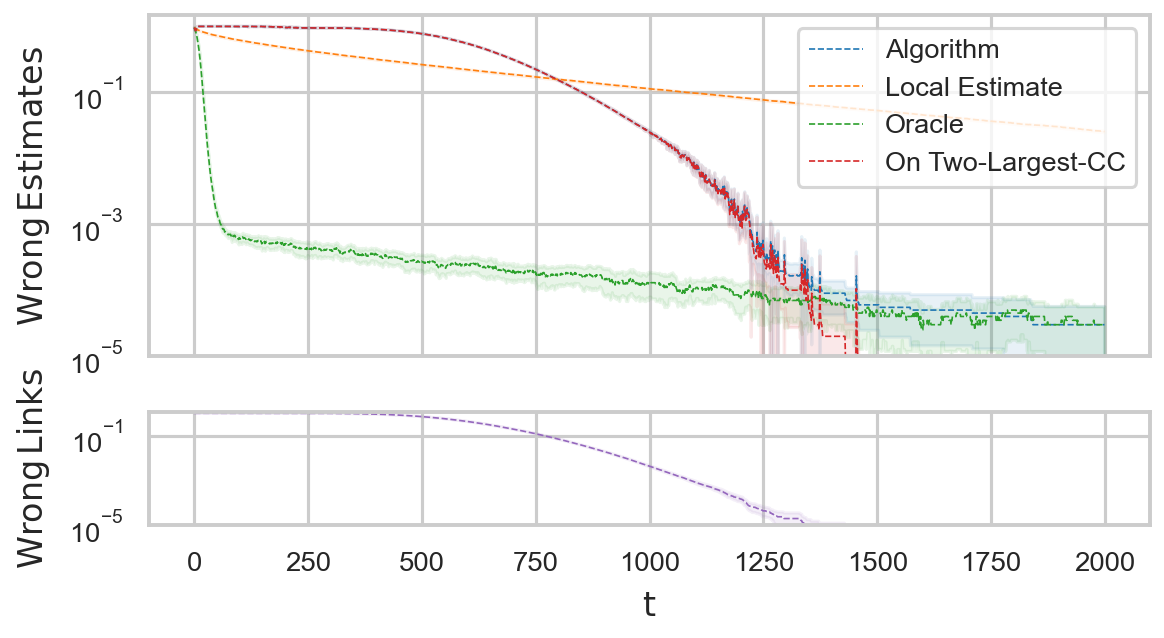 Wrong Estimates
10⁻¹
10⁻³
10⁻⁵
Algorithm
Local Estimate
Oracle
On Two-Largest-CC
Wrong Links
10⁻¹
10⁻⁵
0 250 500 750 1000 1250 1500 1750 2000
t